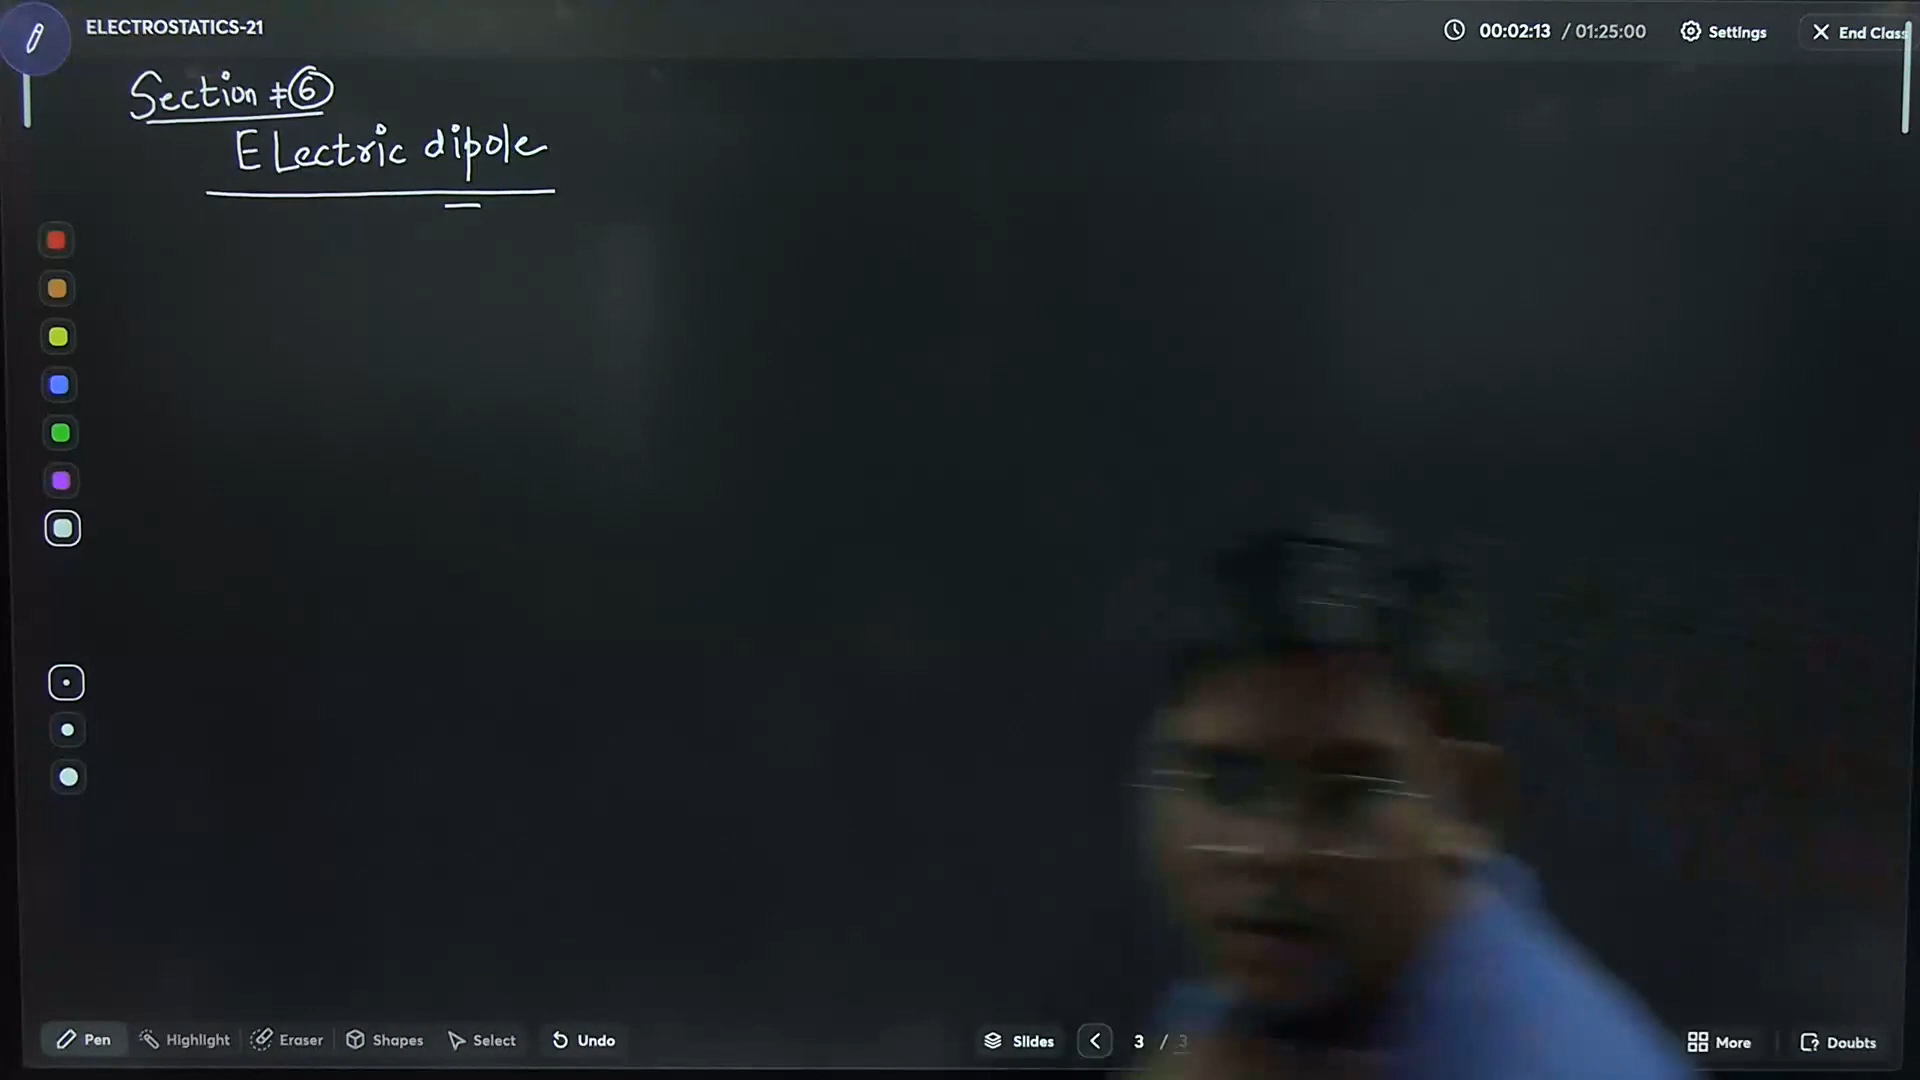 ELECTROSTATICS-21
00:02:13 / 01:25:00
Settings
End Class
Section #6
Electric dipole
Pen
Highlight
Eraser
Shapes
Select
Undo
Slides
3 / 3
More
Doubts